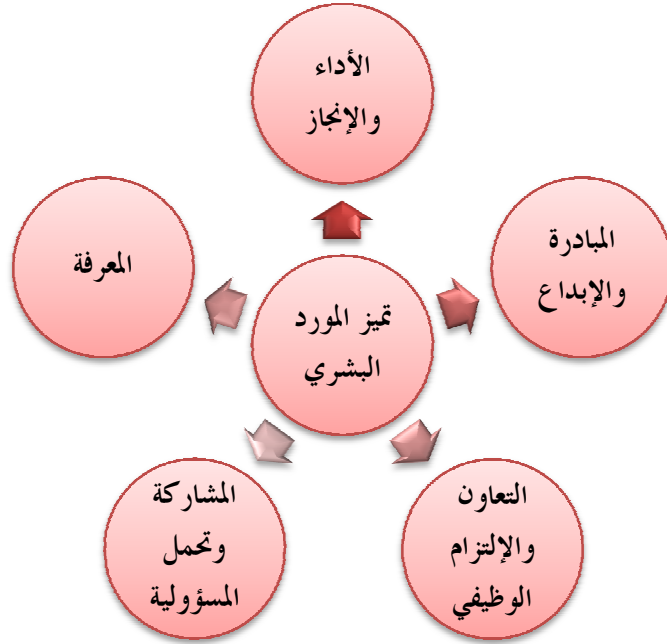 الأداء
والإنجاز
المبادرة
والإبداع
المعرفة
تميز المورد
البشري
التعاون
والإلتزام
الوظيفي
المشاركة
وتحمل
المسؤولية